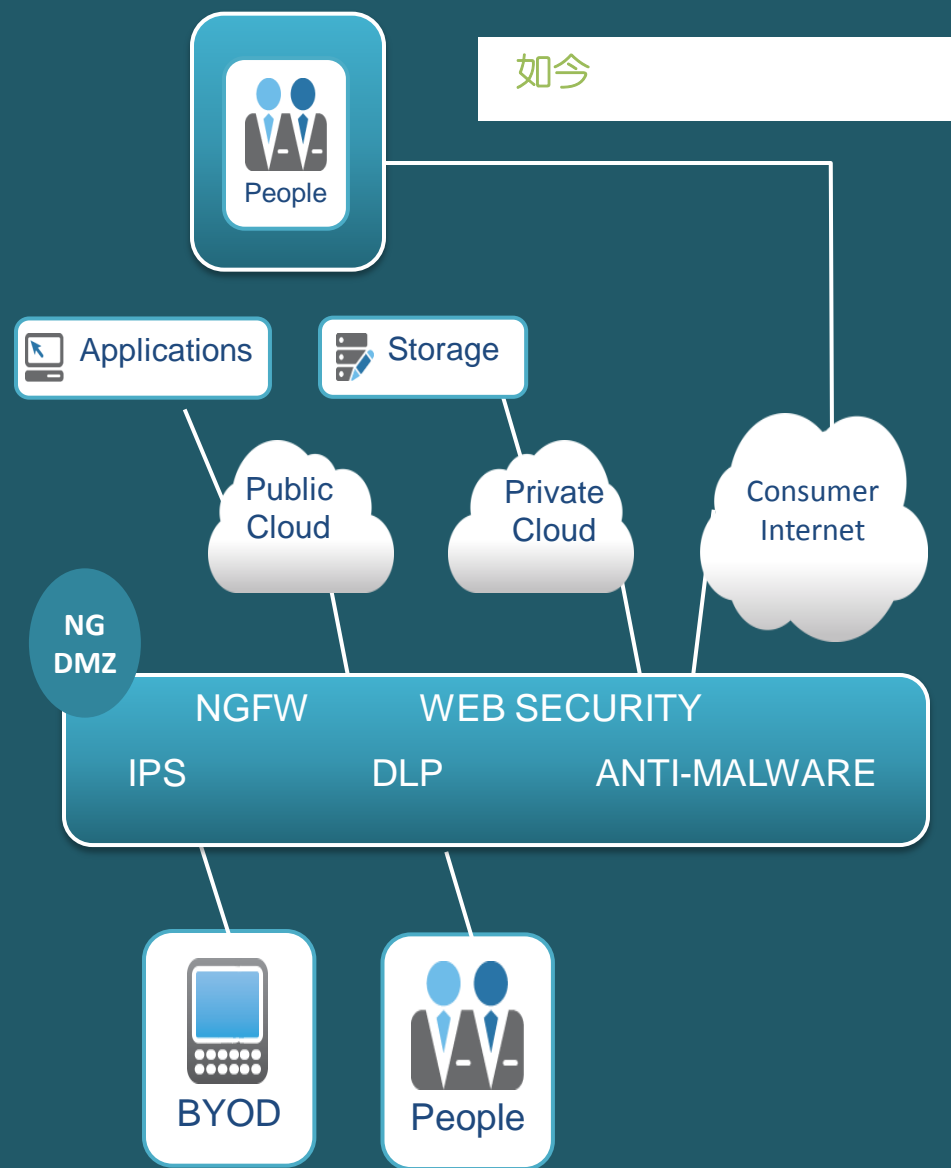 如今
People
Applications
Storage
Public
Cloud
Private
Cloud
Consumer
Internet
NG
DMZ
NGFW WEB SECURITY
IPS DLP ANTI-MALWARE
BYOD
People